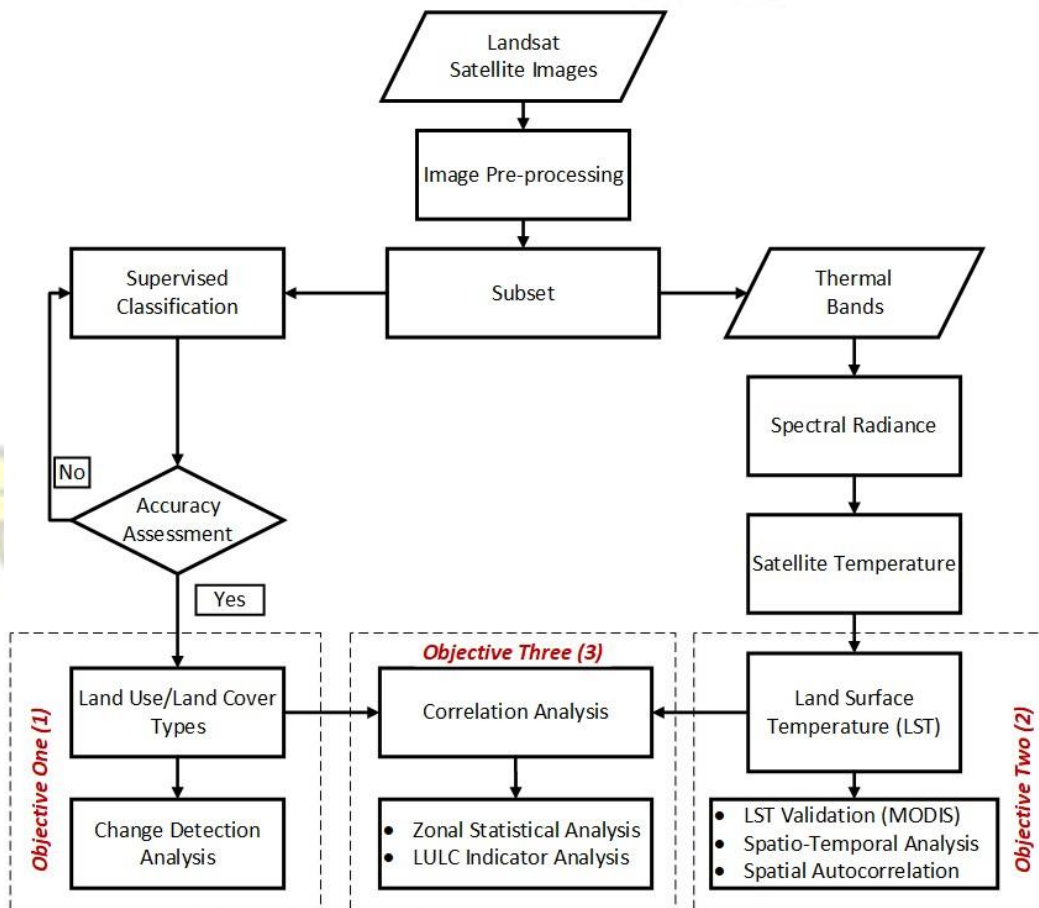 Landsat
Satellite Images
Image Pre-processing
Supervised
Classification
Subset
Thermal
Bands
Spectral Radiance
No
Accuracy
Assessment
Satellite Temperature
Yes
Objective One (1)
Land Use/Land Cover
Types
Change Detection
Analysis
Objective Three (3)
Correlation Analysis
• Zonal Statistical Analysis
• LULC Indicator Analysis
Land Surface
Temperature (LST)
• LST Validation (MODIS)
• Spatio-Temporal Analysis
• Spatial Autocorrelation
Objective Two (2)